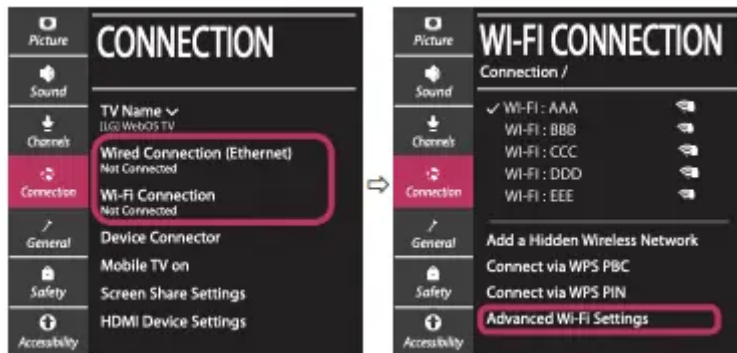 Picture
Sound
Channels
Connection
General
Safety
Accessibility
CONNECTION
TV Name
[LG] WebOS TV
Wired Connection (Ethernet)
Not Connected
Wi-Fi Connection
Not Connected
Device Connector
Mobile TV on
Screen Share Settings
HDMI Device Settings
Picture
Sound
Channels
Connection
General
Safety
Accessibility
WI-FI CONNECTION
Connection /
WI-FI : AAA
WI-FI : BBB
WI-FI : CCC
WI-FI : DDD
WI-FI : EEE
Add a Hidden Wireless Network
Connect via WPS PBC
Connect via WPS PIN
Advanced Wi-Fi Settings